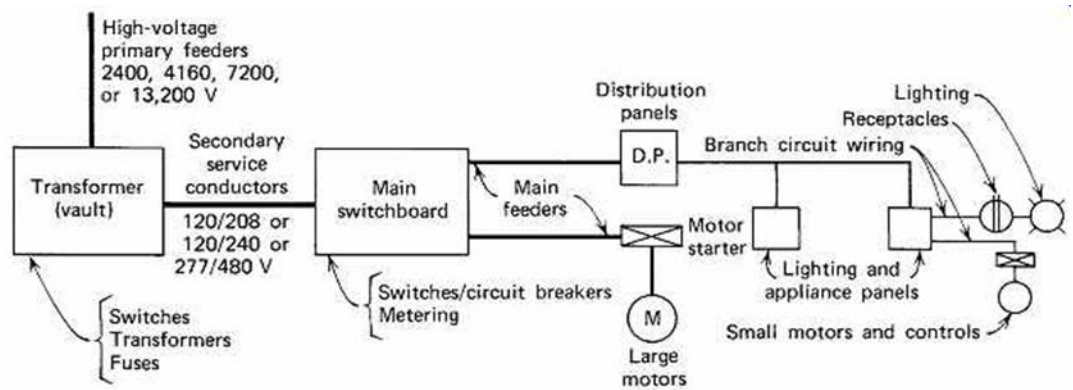 High-voltage
primary feeders
2400, 4160, 7200,
or 13,200 V
Transformer
(vault)
Switches
Transformers
Fuses
Secondary
service
conductors
120/208 or
120/240 or
277/480 V
Main
switchboard
Switches/circuit breakers
Metering
Main
feeders
Distribution
panels
D.P.
Motor
starter
M
Large
motors
Branch circuit wiring
Receptacles
Lighting
Lighting and
appliance panels
Small motors and controls